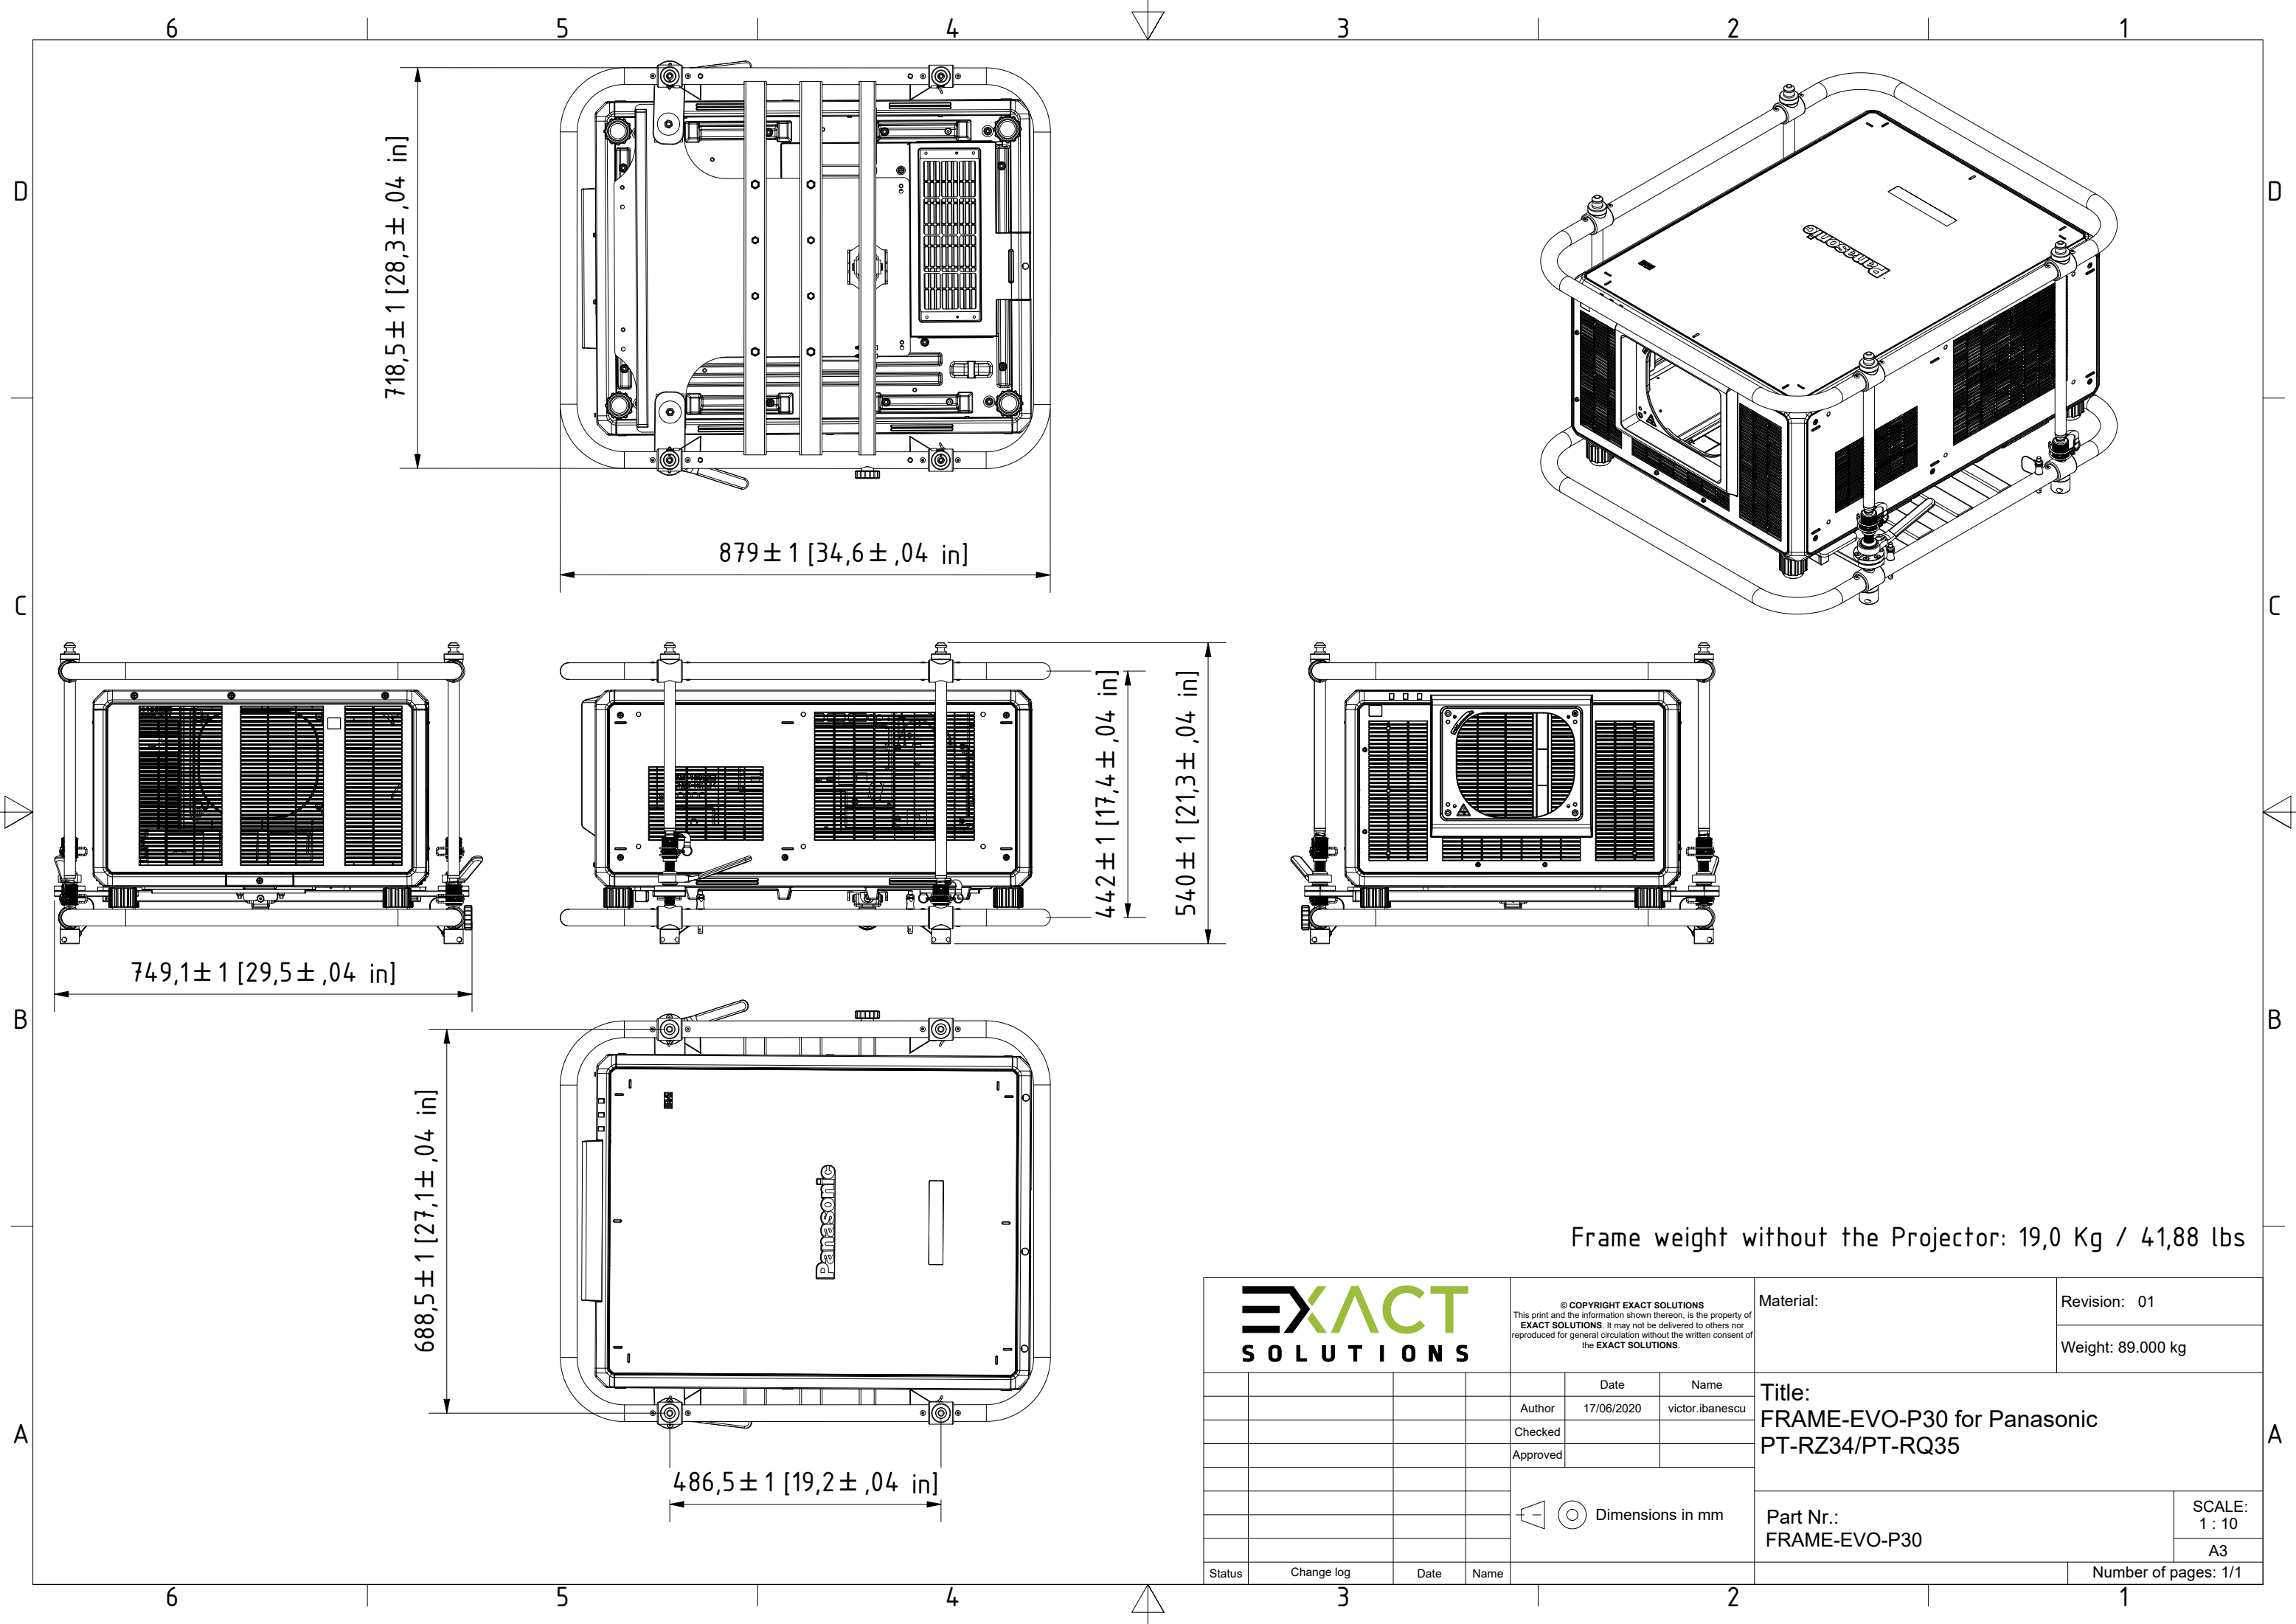 6 5 4 3 2 1
D D
C C
B B
A A
718,5±1 [28,3±,04 in]
879±1 [34,6±,04 in]
Panasonic
442±1 [17,4±,04 in]
540±1 [21,3±,04 in]
749,1±1 [29,5±,04 in]
688,5±1 [27,1±,04 in]
Panasonic
486,5±1 [19,2±,04 in]
Frame weight without the Projector: 19,0 Kg / 41,88 lbs
EXACT
SOLUTIONS
© COPYRIGHT EXACT SOLUTIONS
This print and the information shown thereon, is the property of
EXACT SOLUTIONS. It may not be delivered to others nor
reproduced for general circulation without the written consent of
the EXACT SOLUTIONS.
Material:
Revision: 01
Weight: 89.000 kg
Date Name
Author 17/06/2020 victor.ibanescu
Checked
Approved
Title:
FRAME-EVO-P30 for Panasonic
PT-RZ34/PT-RQ35
Dimensions in mm
Part Nr.:
FRAME-EVO-P30
SCALE:
1 : 10
A3
Status Change log Date Name
Number of pages: 1/1
6 5 4 3 2 1